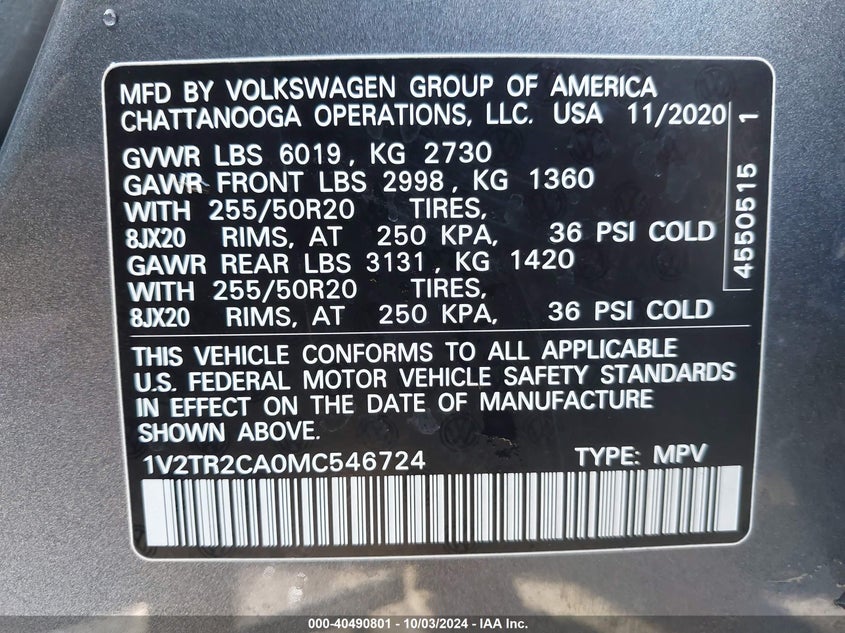 MFD BY VOLKSWAGEN GROUP OF AMERICA
CHATTANOOGA OPERATIONS, LLC. USA 11/2020
GVWR LBS 6019, KG 2730
GAWR FRONT LBS 2998, KG 1360
WITH 255/50R20 TIRES,
8JX20 RIMS, AT 250 KPA, 36 PSI COLD
GAWR REAR LBS 3131, KG 1420
WITH 255/50R20 TIRES,
8JX20 RIMS, AT 250 KPA, 36 PSI COLD
4550515 1
THIS VEHICLE CONFORMS TO ALL APPLICABLE
U.S. FEDERAL MOTOR VEHICLE SAFETY STANDARDS
IN EFFECT ON THE DATE OF MANUFACTURE
SHOWN ABOVE.
1V2TR2CA0MC546724 TYPE: MPV
000-40490801 - 10/03/2024 - IAA Inc.